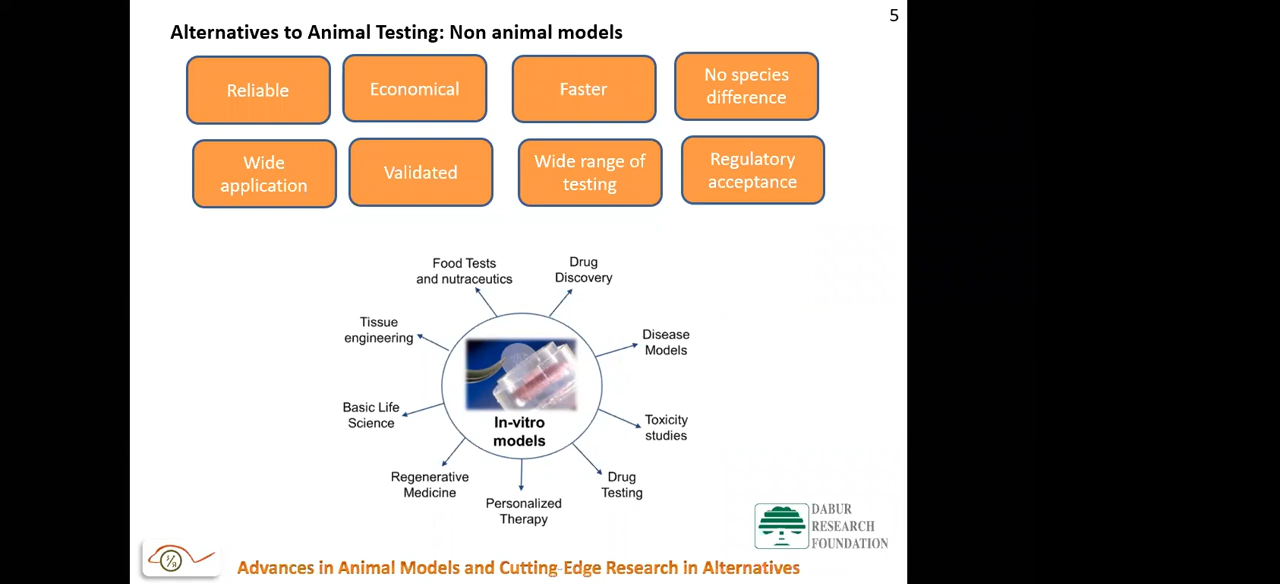 5
Alternatives to Animal Testing: Non animal models
Reliable
Economical
Faster
No species
difference
Wide
application
Validated
Wide range of
testing
Regulatory
acceptance
Food Tests
and nutraceutics
Drug
Discovery
Tissue
engineering
Disease
Models
Basic Life
Science
In-vitro
models
Toxicity
studies
Regenerative
Medicine
Personalized
Therapy
Drug
Testing
DABUR
RESEARCH
FOUNDATION
Advances in Animal Models and Cutting-Edge Research in Alternatives